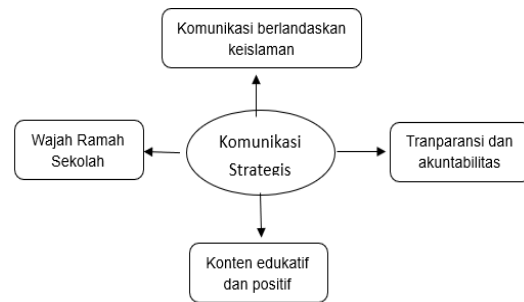 Komunikasi berlandaskan
keislaman
Wajah Ramah
Sekolah
Komunikasi
Strategis
Tranparansi dan
akuntabilitas
Konten edukatif
dan positif